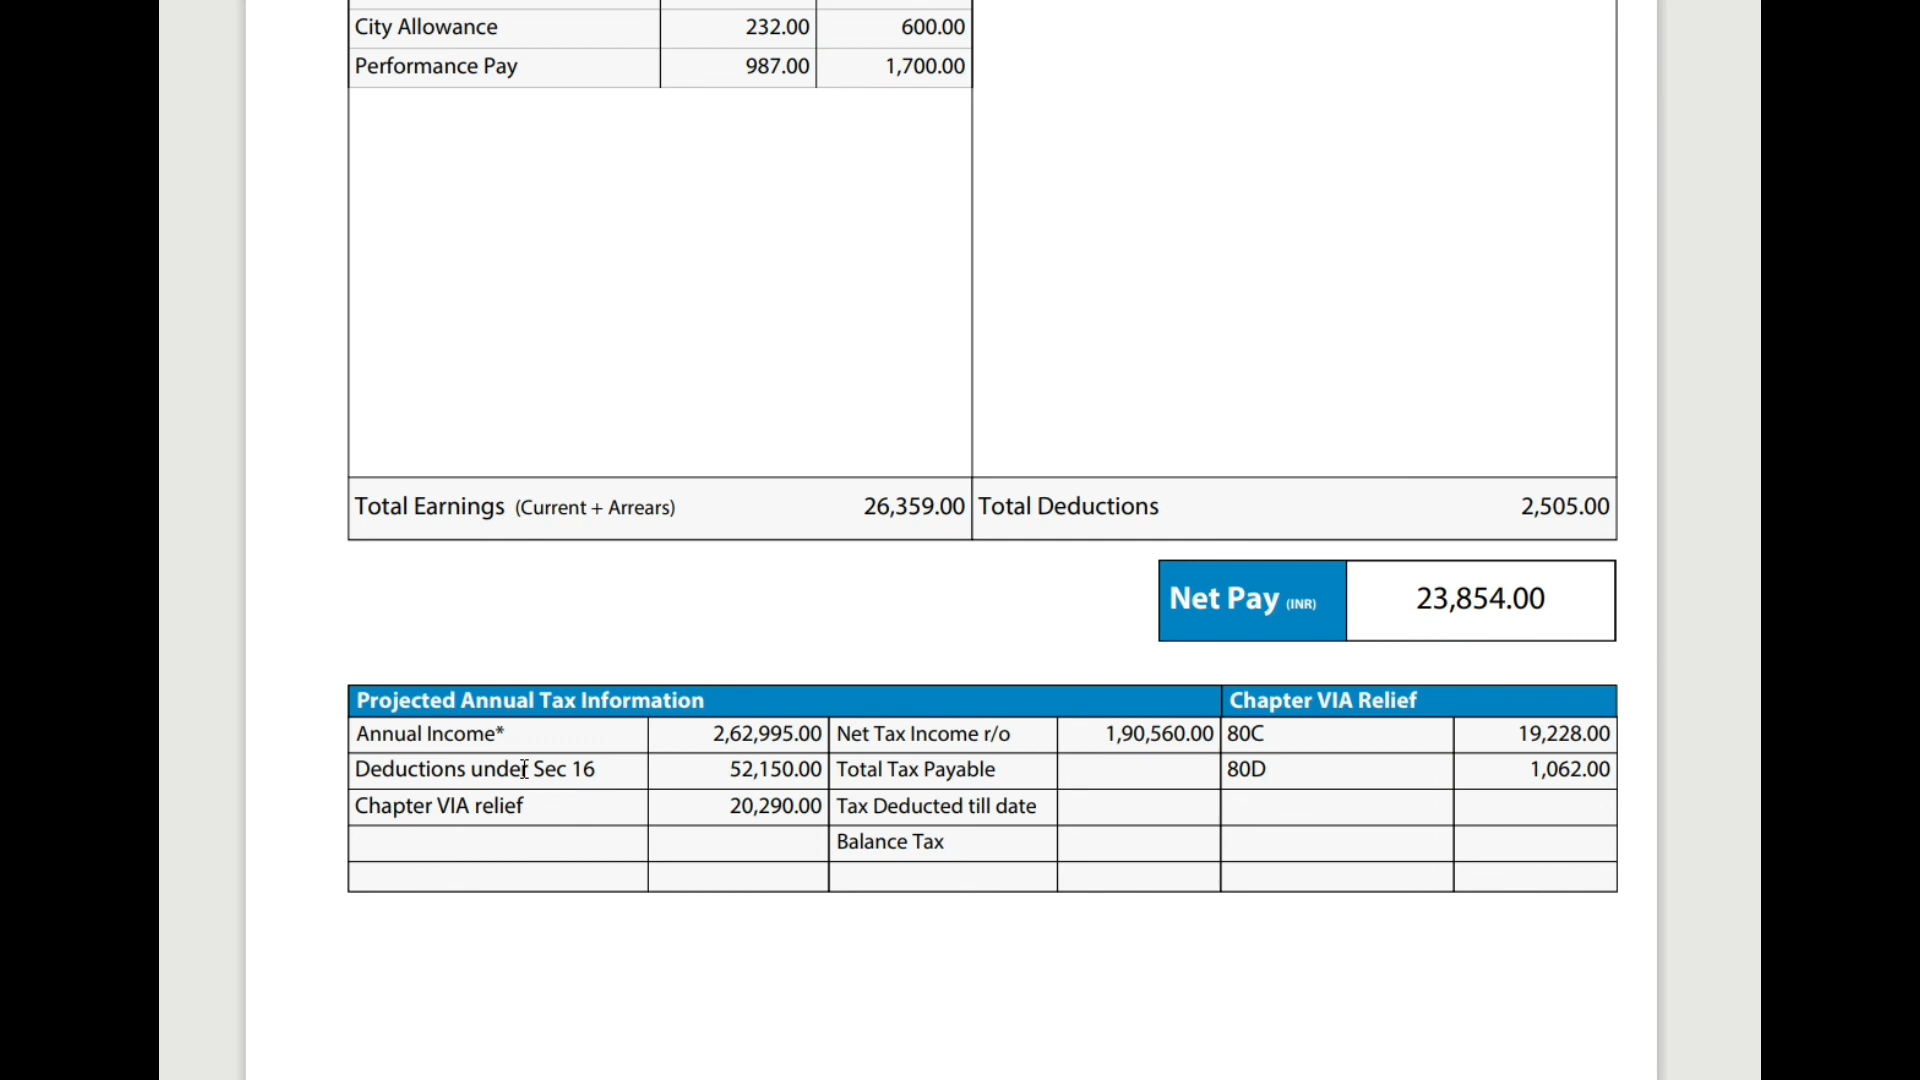 City Allowance 232.00 600.00
Performance Pay 987.00 1,700.00
Total Earnings (Current + Arrears) 26,359.00 Total Deductions 2,505.00
Net Pay (INR) 23,854.00
Projected Annual Tax Information Chapter VIA Relief
Annual Income* 2,62,995.00 Net Tax Income r/o 1,90,560.00 80C 19,228.00
Deductions under Sec 16 52,150.00 Total Tax Payable 80D 1,062.00
Chapter VIA relief 20,290.00 Tax Deducted till date
Balance Tax